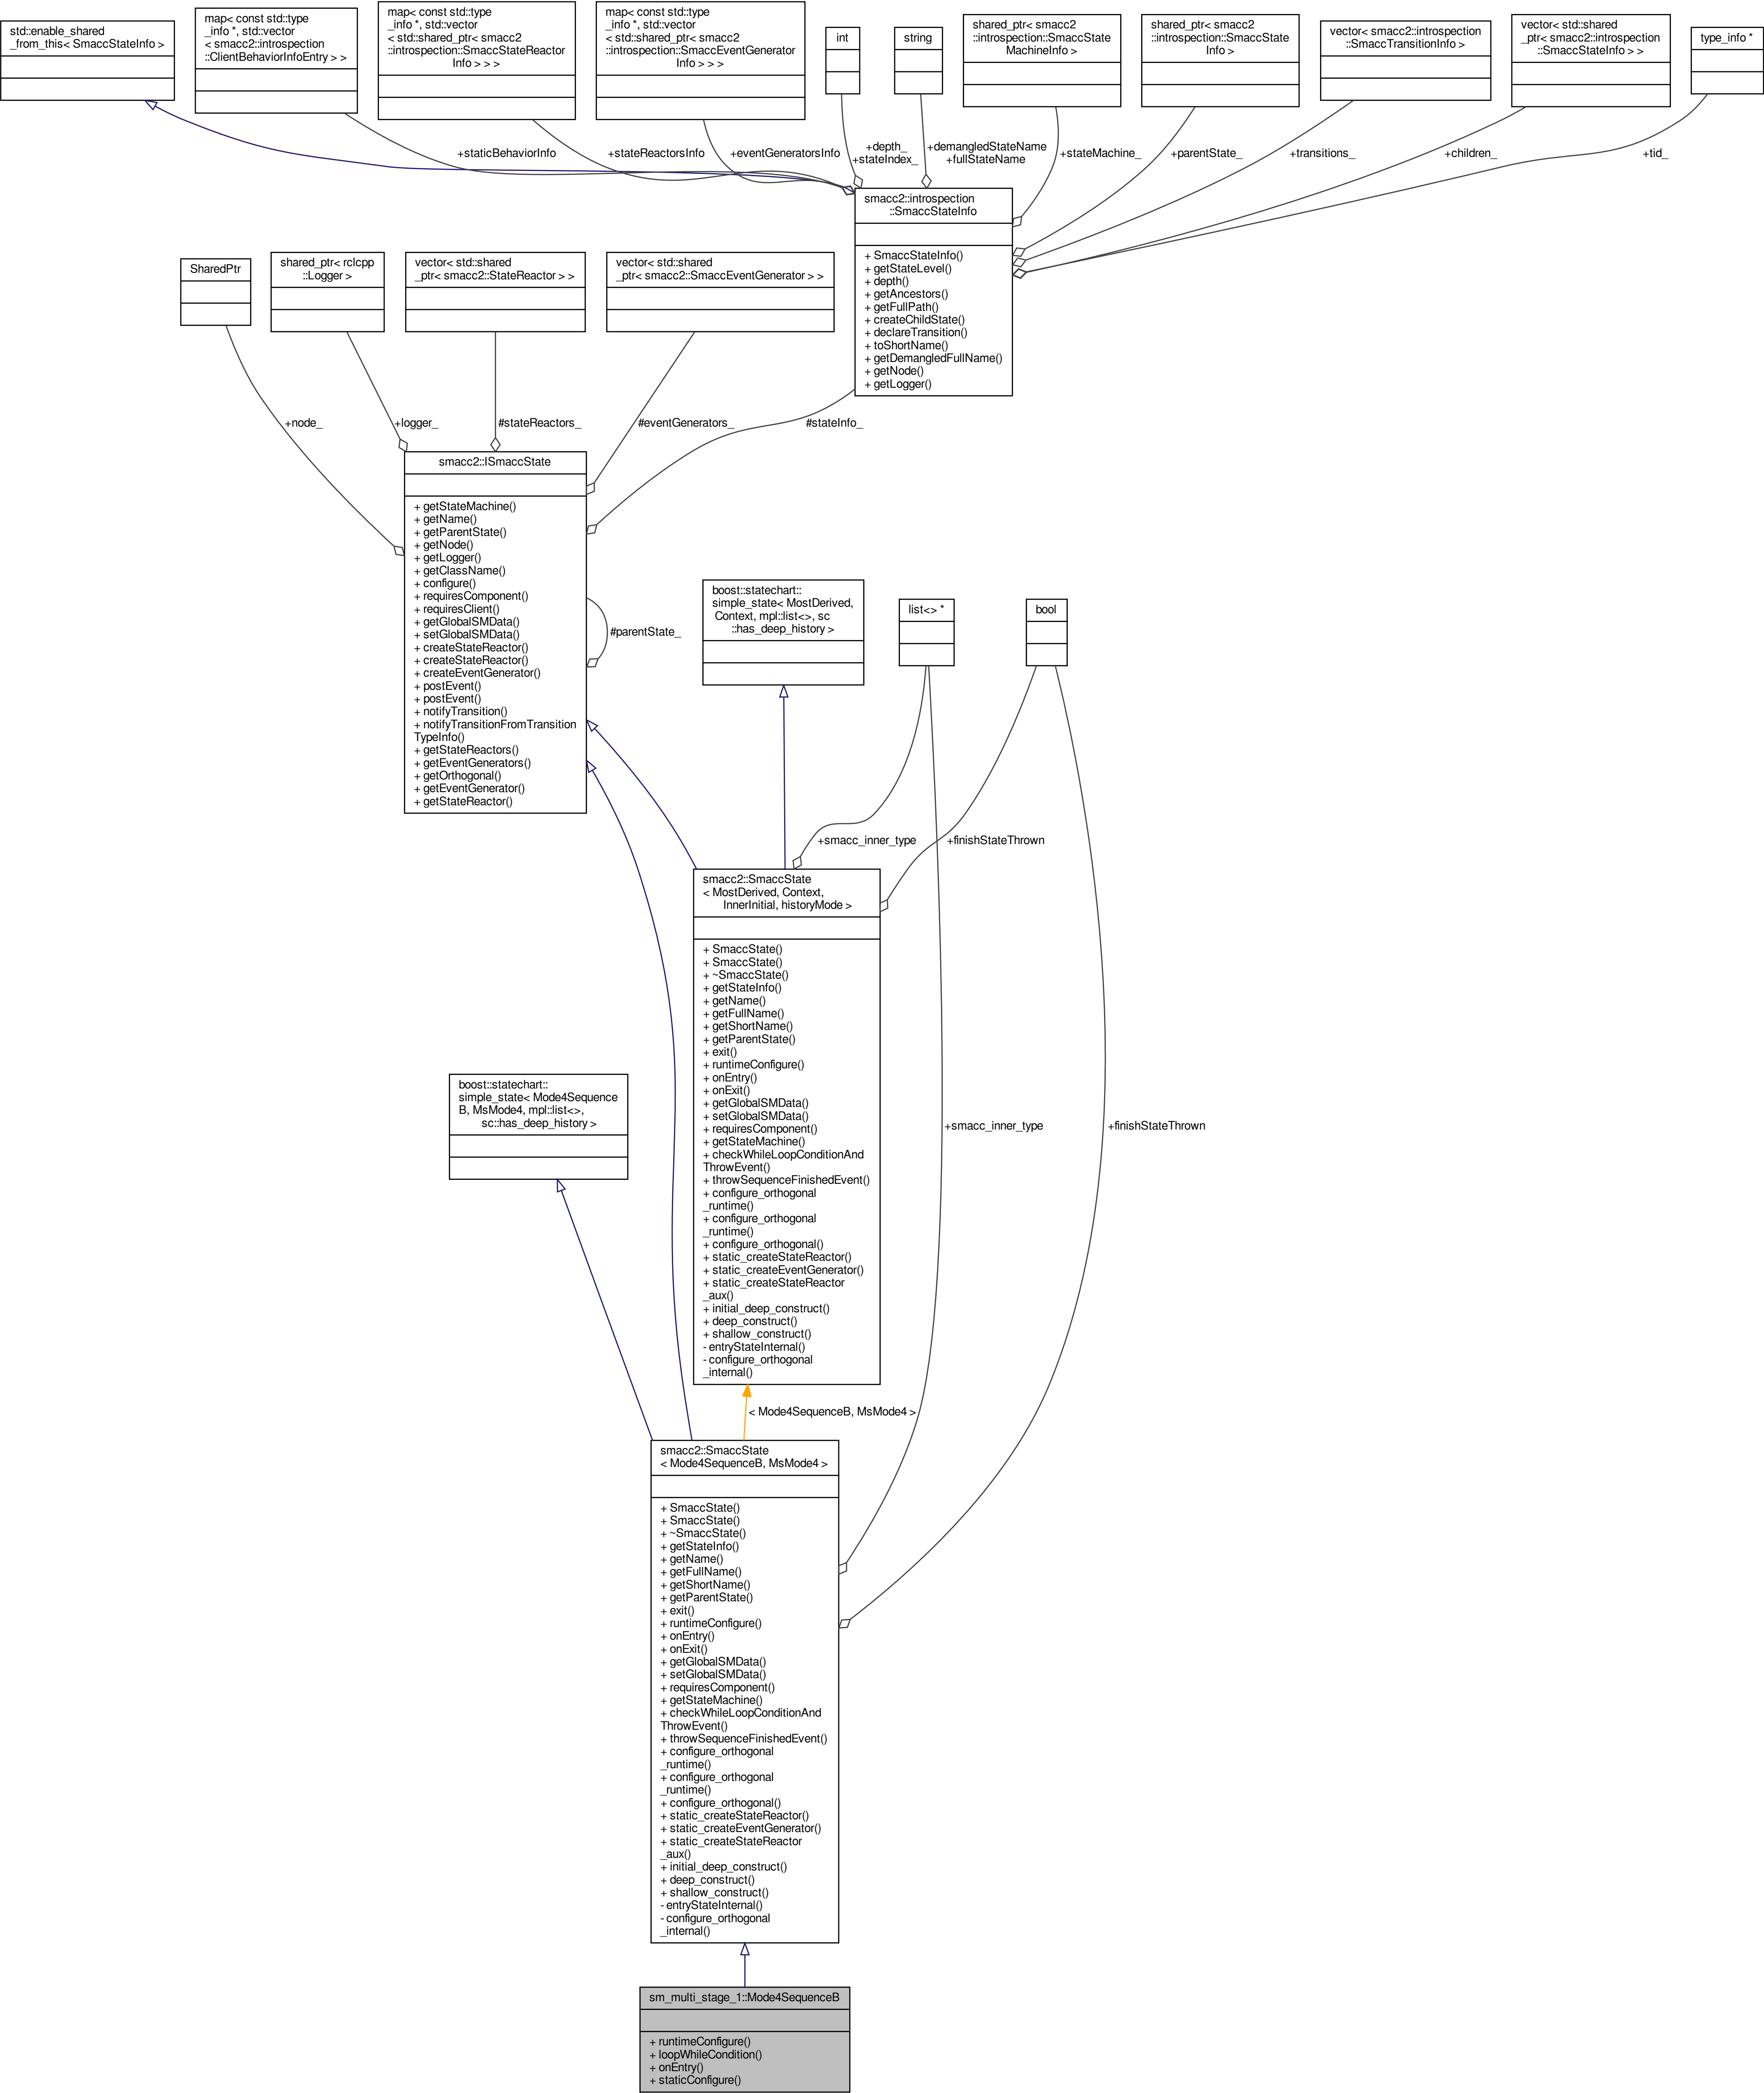 std::enable_shared
_from_this< SmaccStateInfo >
map< const std::type
_info *, std::vector
< smacc2::introspection
::ClientBehaviorInfoEntry > >
map< const std::type
_info *, std::vector
< std::shared_ptr< smacc2
::introspection::SmaccStateReactor
Info > > >
map< const std::type
_info *, std::vector
< std::shared_ptr< smacc2
::introspection::SmaccEventGenerator
Info > > >
int
string
shared_ptr< smacc2
::introspection::SmaccState
MachineInfo >
shared_ptr< smacc2
::introspection::SmaccState
Info >
vector< smacc2::introspection
::SmaccTransitionInfo >
vector< std::shared
_ptr< smacc2::introspection
::SmaccStateInfo > >
type_info *
+staticBehaviorInfo
+stateReactorsInfo
+eventGeneratorsInfo
+depth_
+stateIndex_
+demangledStateName
+fullStateName
+stateMachine_
+parentState_
+transitions_
+children_
+tid_
smacc2::introspection
::SmaccStateInfo
+ SmaccStateInfo()
+ getStateLevel()
+ depth()
+ getAncestors()
+ getFullPath()
+ createChildState()
+ declareTransition()
+ toShortName()
+ getDemangledFullName()
+ getNode()
+ getLogger()
SharedPtr
shared_ptr< rclcpp
::Logger >
vector< std::shared
_ptr< smacc2::StateReactor > >
vector< std::shared
_ptr< smacc2::SmaccEventGenerator > >
+node_
+logger_
#stateReactors_
#eventGenerators_
#stateInfo_
smacc2::ISmaccState
+ getStateMachine()
+ getName()
+ getParentState()
+ getNode()
+ getLogger()
+ getClassName()
+ configure()
+ requiresComponent()
+ requiresClient()
+ getGlobalSMData()
+ setGlobalSMData()
+ createStateReactor()
+ createStateReactor()
+ createEventGenerator()
+ postEvent()
+ postEvent()
+ notifyTransition()
+ notifyTransitionFromTransition
TypeInfo()
+ getStateReactors()
+ getEventGenerators()
+ getOrthogonal()
+ getEventGenerator()
+ getStateReactor()
#parentState_
boost::statechart::
simple_state< MostDerived,
Context, mpl::list<>, sc
::has_deep_history >
list<> *
bool
+smacc_inner_type
+finishStateThrown
smacc2::SmaccState
< MostDerived, Context,
InnerInitial, historyMode >
+ SmaccState()
+ SmaccState()
+ ~SmaccState()
+ getStateInfo()
+ getName()
+ getFullName()
+ getShortName()
+ getParentState()
+ exit()
+ runtimeConfigure()
+ onEntry()
+ onExit()
+ getGlobalSMData()
+ setGlobalSMData()
+ requiresComponent()
+ getStateMachine()
+ checkWhileLoopConditionAnd
ThrowEvent()
+ throwSequenceFinishedEvent()
+ configure_orthogonal
_runtime()
+ configure_orthogonal
_runtime()
+ configure_orthogonal()
+ static_createStateReactor()
+ static_createEventGenerator()
+ static_createStateReactor
_aux()
+ initial_deep_construct()
+ deep_construct()
+ shallow_construct()
- entryStateInternal()
- configure_orthogonal
_internal()
boost::statechart::
simple_state< Mode4Sequence
B, MsMode4, mpl::list<>,
sc::has_deep_history >
+smacc_inner_type
+finishStateThrown
< Mode4SequenceB, MsMode4 >
smacc2::SmaccState
< Mode4SequenceB, MsMode4 >
+ SmaccState()
+ SmaccState()
+ ~SmaccState()
+ getStateInfo()
+ getName()
+ getFullName()
+ getShortName()
+ getParentState()
+ exit()
+ runtimeConfigure()
+ onEntry()
+ onExit()
+ getGlobalSMData()
+ setGlobalSMData()
+ requiresComponent()
+ getStateMachine()
+ checkWhileLoopConditionAnd
ThrowEvent()
+ throwSequenceFinishedEvent()
+ configure_orthogonal
_runtime()
+ configure_orthogonal
_runtime()
+ configure_orthogonal()
+ static_createStateReactor()
+ static_createEventGenerator()
+ static_createStateReactor
_aux()
+ initial_deep_construct()
+ deep_construct()
+ shallow_construct()
- entryStateInternal()
- configure_orthogonal
_internal()
sm_multi_stage_1::Mode4SequenceB
+ runtimeConfigure()
+ loopWhileCondition()
+ onEntry()
+ staticConfigure()